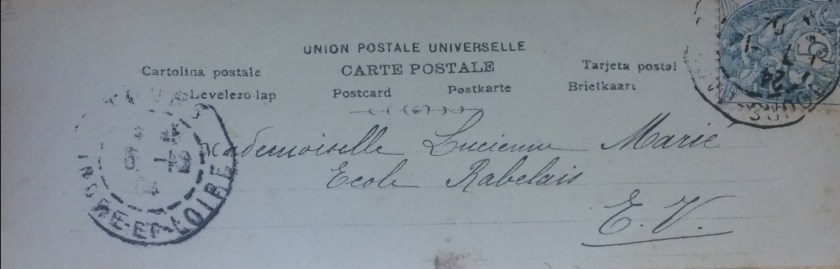 UNION POSTALE UNIVERSELLE
Cartolina postale CARTE POSTALE Tarjeta postal
Levelezo-lap Postcard Postkarte Briefkaart
Mademoiselle Lucienne Marié
Ecole Rabelais
E. V.
INDRE-ET-LOIRE